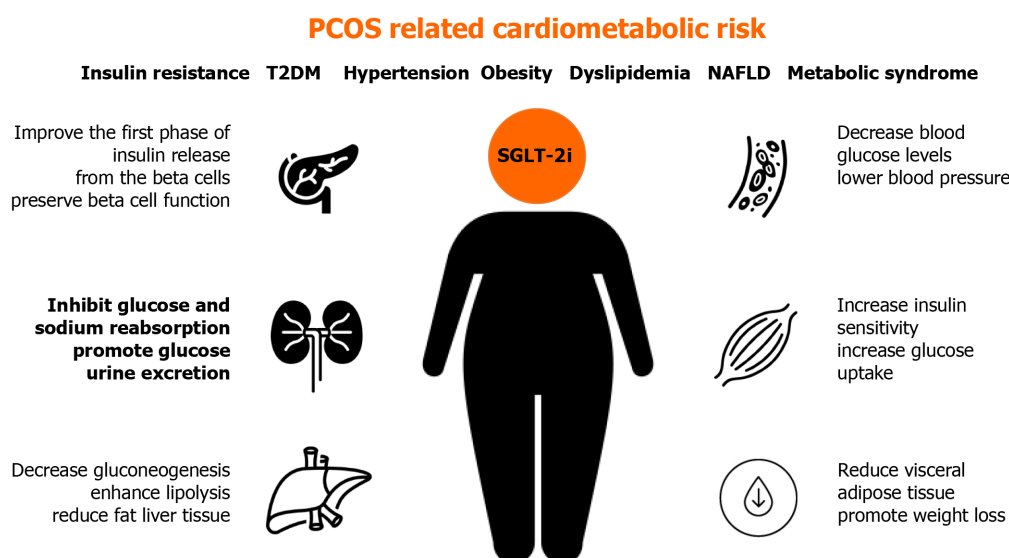 PCOS related cardiometabolic risk
Insulin resistance T2DM Hypertension Obesity Dyslipidemia NAFLD Metabolic syndrome
Improve the first phase of
insulin release
from the beta cells
preserve beta cell function
SGLT-2i
Decrease blood
glucose levels
lower blood pressure
Inhibit glucose and
sodium reabsorption
promote glucose
urine excretion
Increase insulin
sensitivity
increase glucose
uptake
Decrease gluconeogenesis
enhance lipolysis
reduce fat liver tissue
Reduce visceral
adipose tissue
promote weight loss